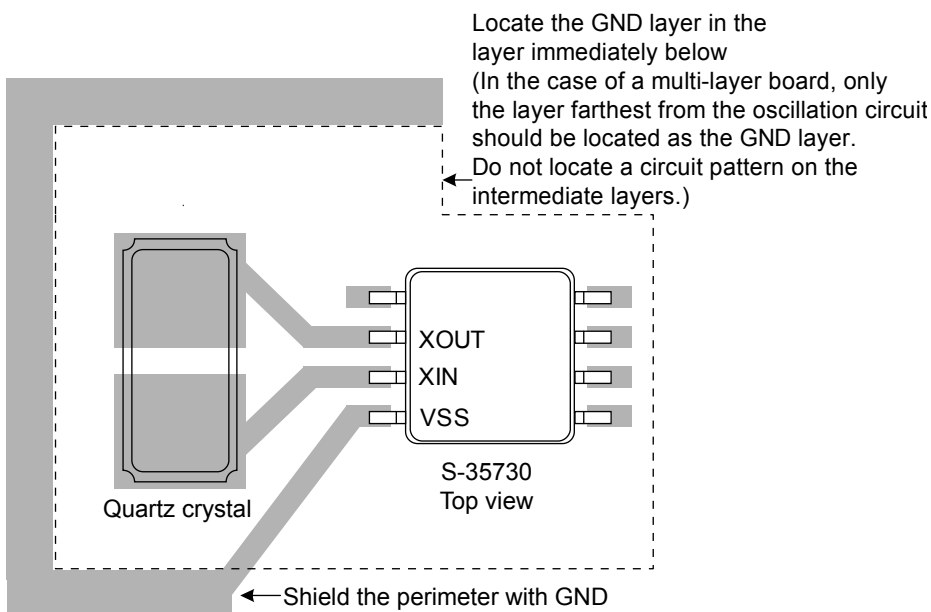 Locate the GND layer in the
layer immediately below
(In the case of a multi-layer board, only
the layer farthest from the oscillation circuit
should be located as the GND layer.
Do not locate a circuit pattern on the
intermediate layers.)
XOUT
XIN
VSS
S-35730
Top view
Quartz crystal
Shield the perimeter with GND